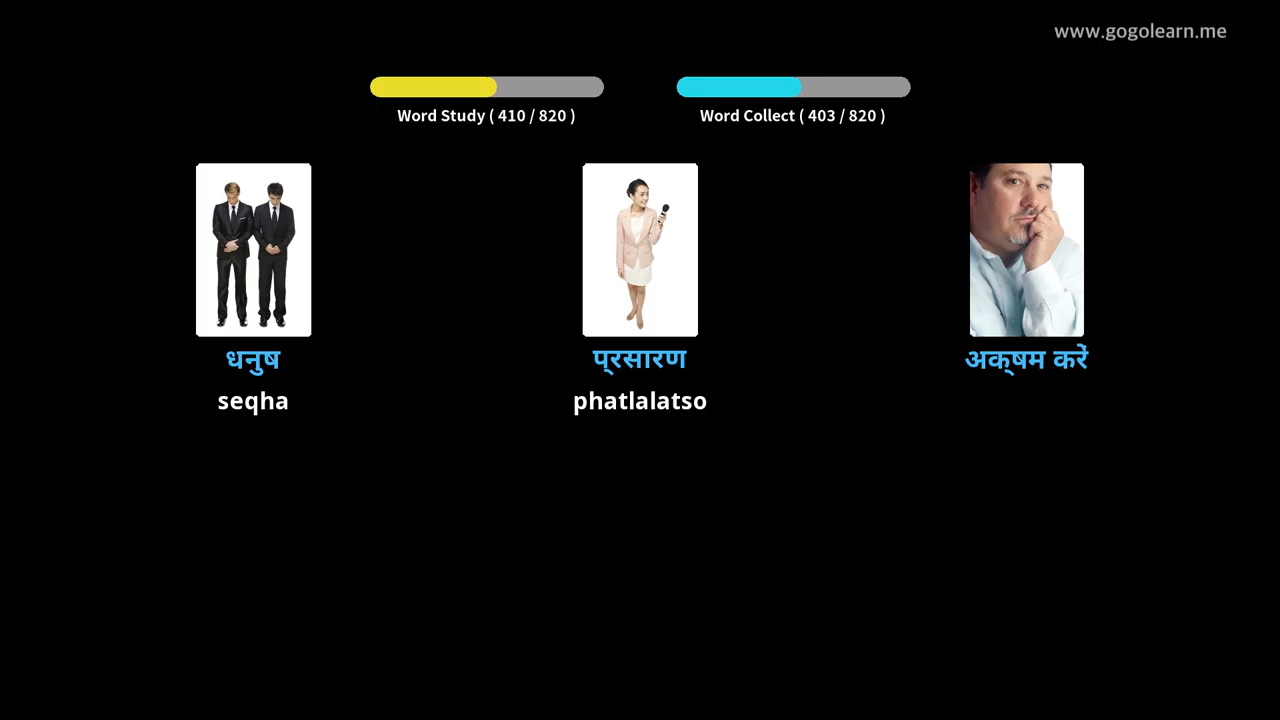 www.gogolearn.me
Word Study ( 410 / 820 )
Word Collect ( 403 / 820 )
धनुष
प्रसारण
अक्षम करें
seqha
phatlalatso